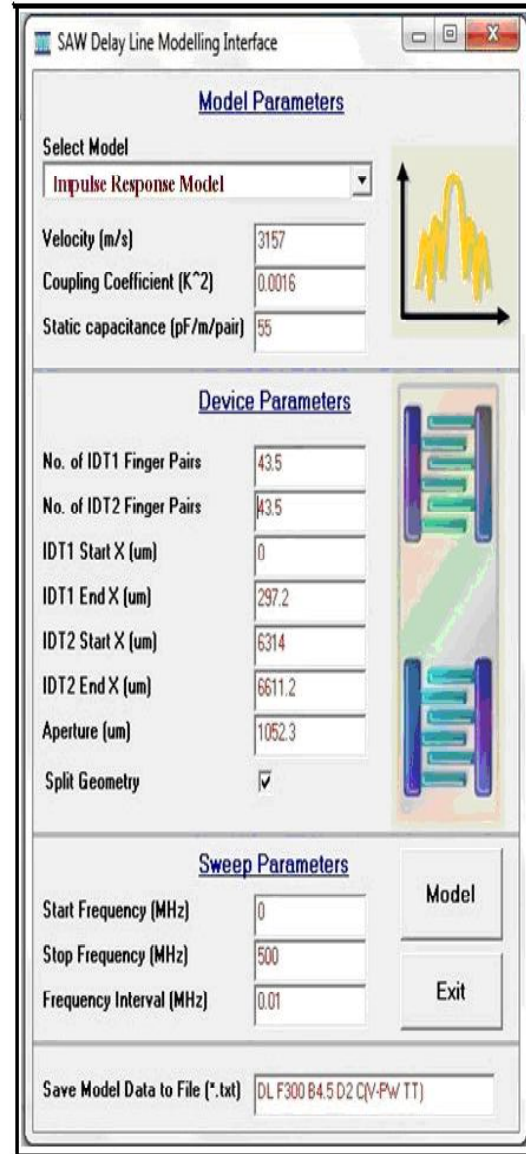 SAW Delay Line Modelling Interface
Model Parameters
Select Model
Impulse Response Model
Velocity (m/s) 3157
Coupling Coefficient (K^2) 0.0016
Static capacitance (pF/m/pair) 55
Device Parameters
No. of IDT1 Finger Pairs 43.5
No. of IDT2 Finger Pairs 43.5
IDT1 Start X (um) 0
IDT1 End X (um) 297.2
IDT2 Start X (um) 6314
IDT2 End X (um) 6611.2
Aperture (um) 1052.3
Split Geometry
Sweep Parameters
Start Frequency (MHz) 0
Stop Frequency (MHz) 500
Frequency Interval (MHz) 0.01
Model
Exit
Save Model Data to File (*.txt) DL F300 B4.5 D2 C(V-PW TT)